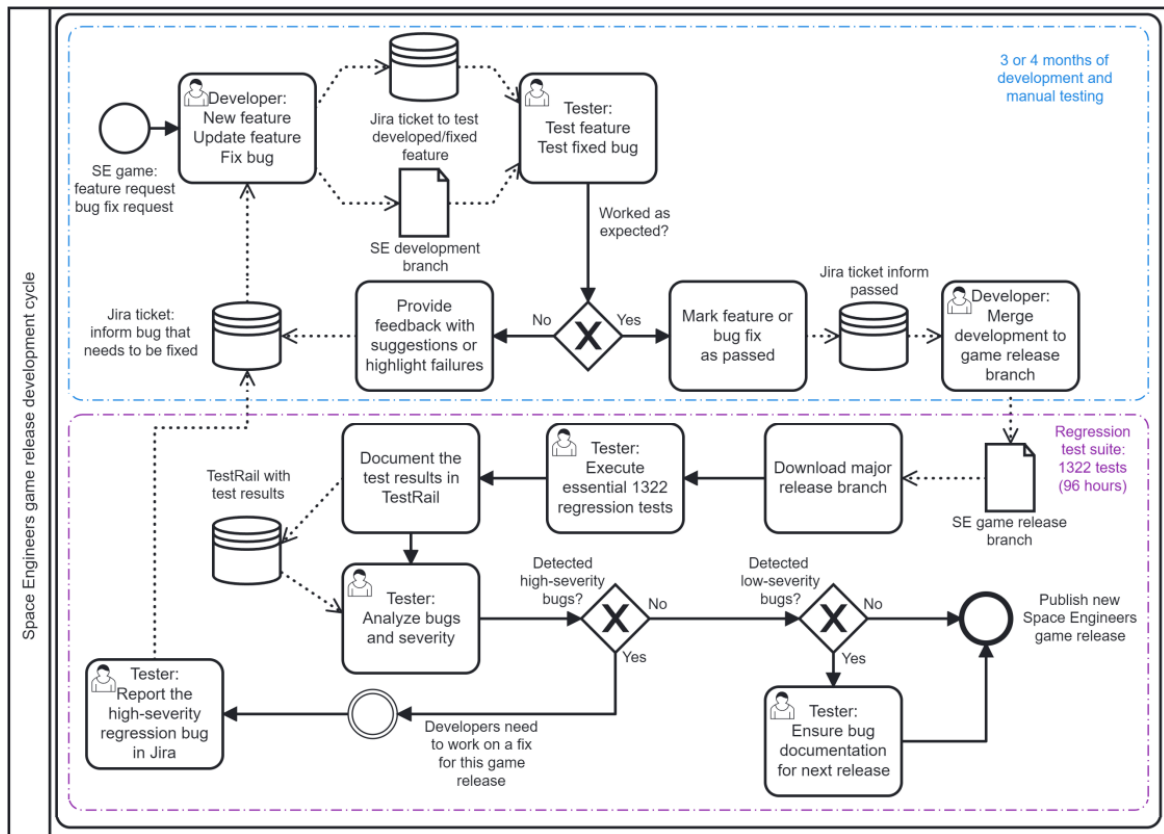 Space Engineers game release development cycle
3 or 4 months of
development and
manual testing
SE game:
feature request
bug fix request
Developer:
New feature
Update feature
Fix bug
Jira ticket to test
developed/fixed
feature
SE development
branch
Tester:
Test feature
Test fixed bug
Worked as
expected?
No
Yes
Provide
feedback with
suggestions or
highlight failures
Jira ticket:
inform bug that
needs to be fixed
X
Mark feature or
bug fix
as passed
Jira ticket inform
passed
Developer:
Merge
development to
game release
branch
Regression
test suite:
1322 tests
(96 hours)
SE game release
branch
Download major
release branch
Tester:
Execute
essential 1322
regression tests
Document the
test results in
TestRail
TestRail with
test results
Tester:
Analyze bugs
and severity
Detected
high-severity
bugs?
X
No
Yes
Detected
low-severity
bugs?
X
No
Yes
Publish new
Space Engineers
game release
Tester:
Ensure bug
documentation
for next release
Developers need
to work on a fix
for this game
release
Tester:
Report the
high-severity
regression bug
in Jira